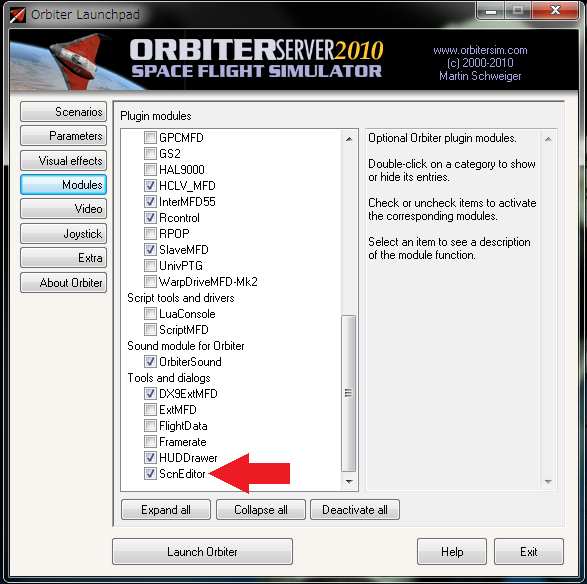 Orbiter Launchpad
ORBITERSERVER2010
SPACE FLIGHT SIMULATOR
www.orbitersim.com
(c) 2000-2010
Martin Schweiger
Scenarios
Parameters
Visual effects
Modules
Video
Joystick
Extra
About Orbiter
Plugin modules
GPCMFD
GS2
HAL9000
HCLV_MFD
InterMFD55
Rcontrol
RPOP
SlaveMFD
UnivPTG
WarpDriveMFD-Mk2
Script tools and drivers
LuaConsole
ScriptMFD
Sound module for Orbiter
OrbiterSound
Tools and dialogs
DX9ExtMFD
ExtMFD
FlightData
Framerate
HUDDrawer
ScnEditor
Optional Orbiter plugin modules.
Double-click on a category to show
or hide its entries.
Check or uncheck items to activate
the corresponding modules.
Select an item to see a description
of the module function.
Expand all
Collapse all
Deactivate all
Launch Orbiter
Help
Exit